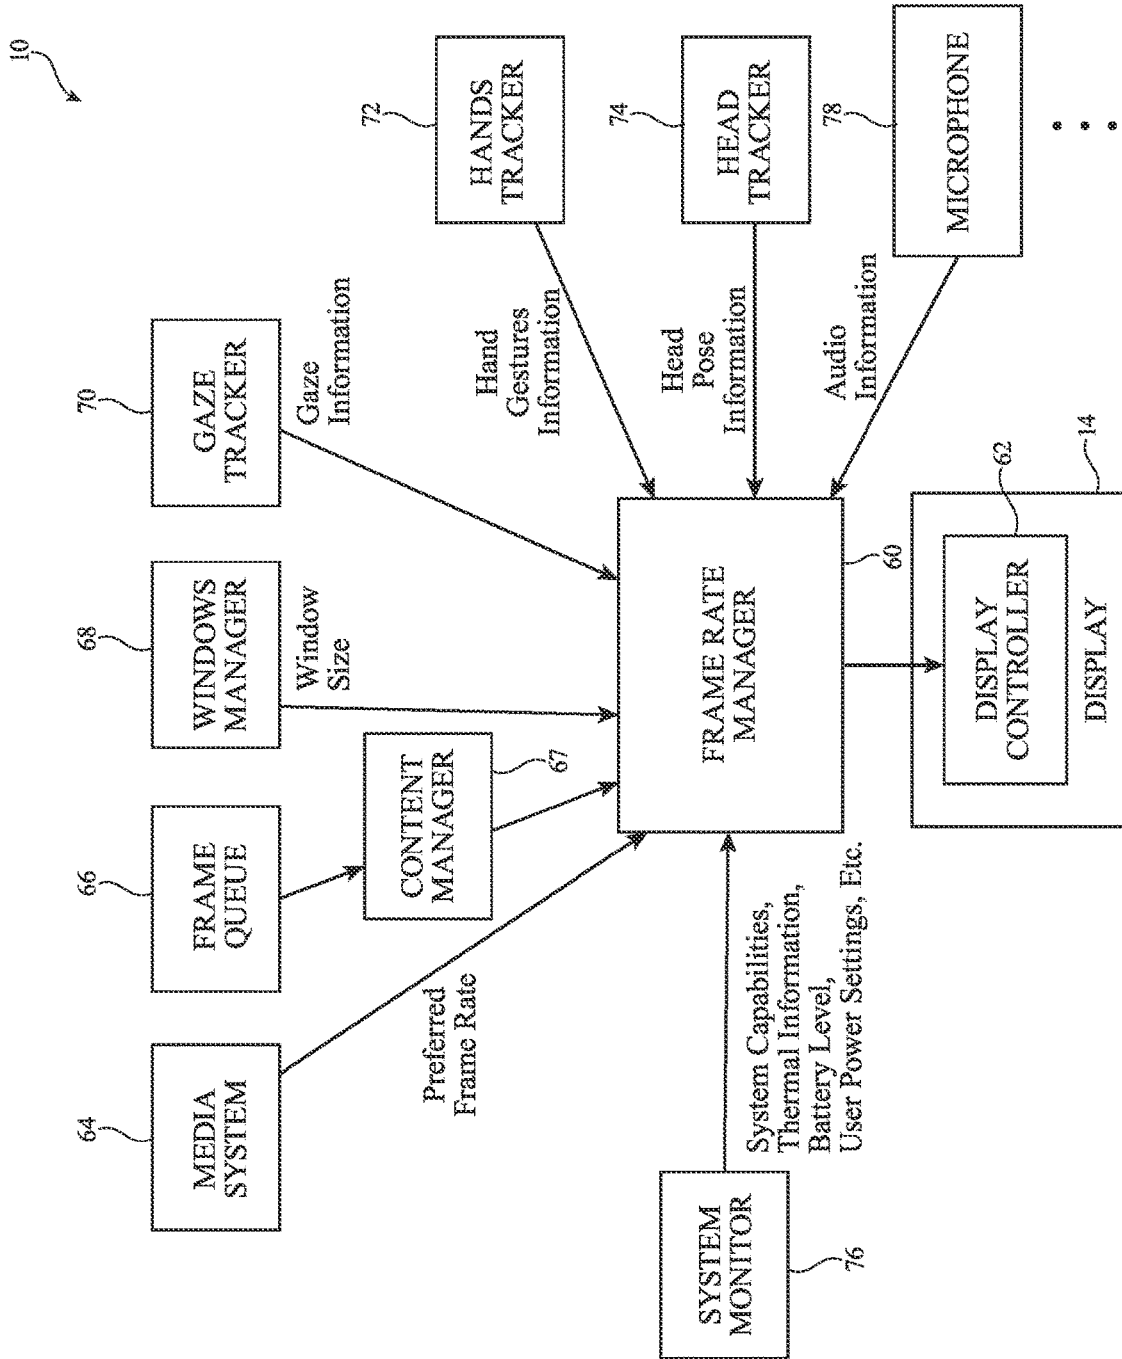 10
64
MEDIA
SYSTEM
66
FRAME
QUEUE
68
WINDOWS
MANAGER
70
GAZE
TRACKER
Preferred
Frame Rate
CONTENT
MANAGER
67
Window
Size
Gaze
Information
72
HANDS
TRACKER
Hand
Gestures
Information
74
HEAD
TRACKER
Head
Pose
Information
78
MICROPHONE
Audio
Information
SYSTEM
MONITOR
76
System Capabilities,
Thermal Information,
Battery Level,
User Power Settings, Etc.
FRAME RATE
MANAGER
60
DISPLAY
CONTROLLER
62
DISPLAY
14